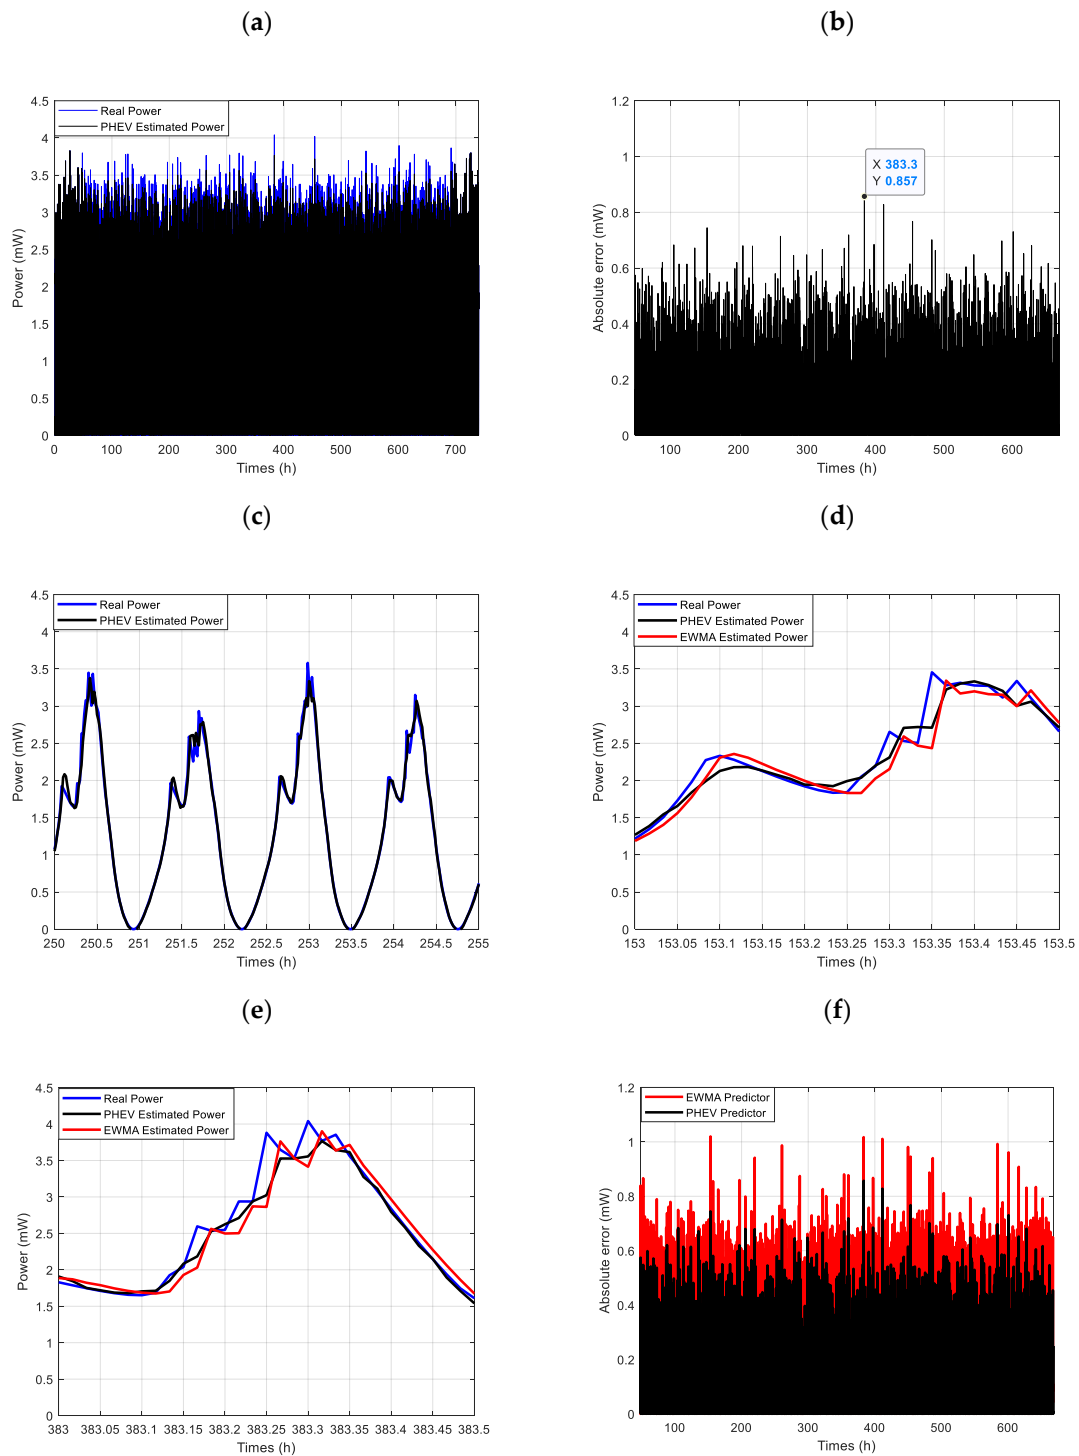 (a)
Real Power
PHEV Estimated Power
Power (mW)
4.5
4
3.5
3
2.5
2
1.5
1
0.5
0
0 100 200 300 400 500 600 700
Times (h)
(b)
Absolute error (mW)
1.2
1
0.8
0.6
0.4
0.2
0
X 383.3
Y 0.857
100 200 300 400 500 600
Times (h)
(c)
Real Power
PHEV Estimated Power
Power (mW)
4.5
4
3.5
3
2.5
2
1.5
1
0.5
0
250 250.5 251 251.5 252 252.5 253 253.5 254 254.5 255
Times (h)
(d)
Real Power
PHEV Estimated Power
EWMA Estimated Power
Power (mW)
4.5
4
3.5
3
2.5
2
1.5
1
0.5
0
153 153.05 153.1 153.15 153.2 153.25 153.3 153.35 153.4 153.45 153.5
Times (h)
(e)
Real Power
PHEV Estimated Power
EWMA Estimated Power
Power (mW)
4.5
4
3.5
3
2.5
2
1.5
1
0.5
0
383 383.05 383.1 383.15 383.2 383.25 383.3 383.35 383.4 383.45 383.5
Times (h)
(f)
EWMA Predictor
PHEV Predictor
Absolute error (mW)
1.2
1
0.8
0.6
0.4
0.2
0
100 200 300 400 500 600
Times (h)